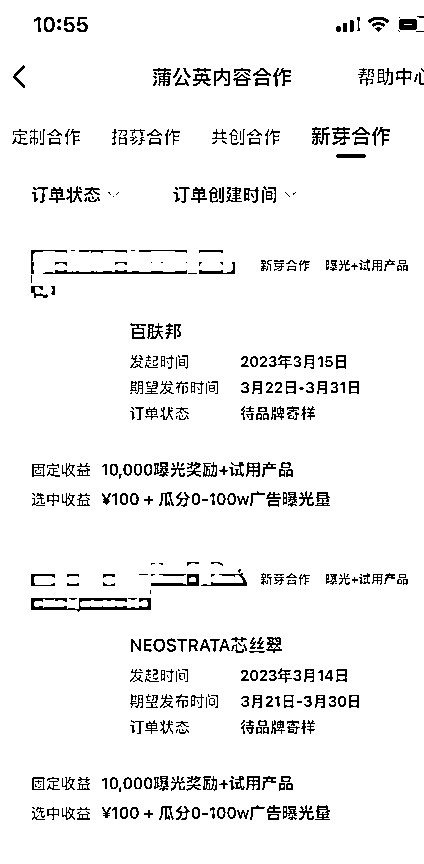 10:55
蒲公英内容合作
帮助中心
定制合作 招募合作 共创合作 新芽合作
订单状态 订单创建时间
新芽合作 曝光+试用产品
百肤邦
发起时间 2023年3月15日
期望发布时间 3月22日-3月31日
订单状态 待品牌寄样
固定收益 10,000曝光奖励+试用产品
选中收益 ¥100 + 瓜分0-100w广告曝光量
新芽合作 曝光+试用产品
NEOSTRATA芯丝翠
发起时间 2023年3月14日
期望发布时间 3月21日-3月30日
订单状态 待品牌寄样
固定收益 10,000曝光奖励+试用产品
选中收益 ¥100 + 瓜分0-100w广告曝光量